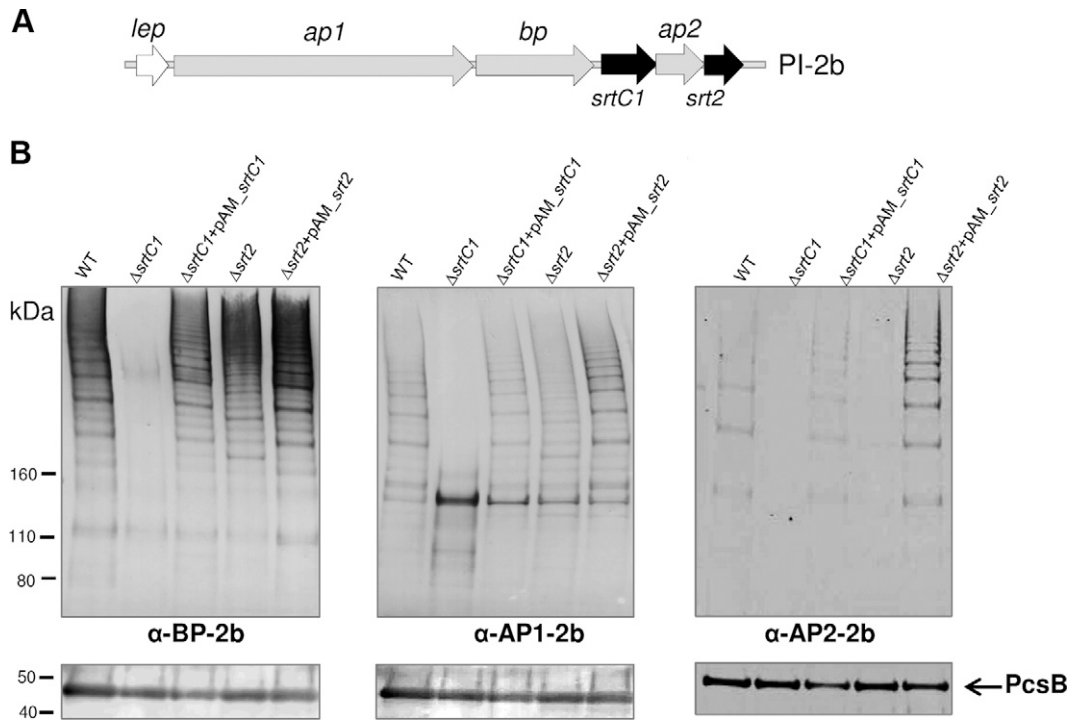 A
lep ap1 bp ap2
PI-2b
srtC1 srt2
B
WT ΔsrtC1 ΔsrtC1+pAM_srtC1 Δsrt2 Δsrt2+pAM_srt2
WT ΔsrtC1 ΔsrtC1+pAM_srtC1 Δsrt2 Δsrt2+pAM_srt2
WT ΔsrtC1 ΔsrtC1+pAM_srtC1 Δsrt2 Δsrt2+pAM_srt2
kDa
160
110
80
α-BP-2b α-AP1-2b α-AP2-2b
50
40
PcsB